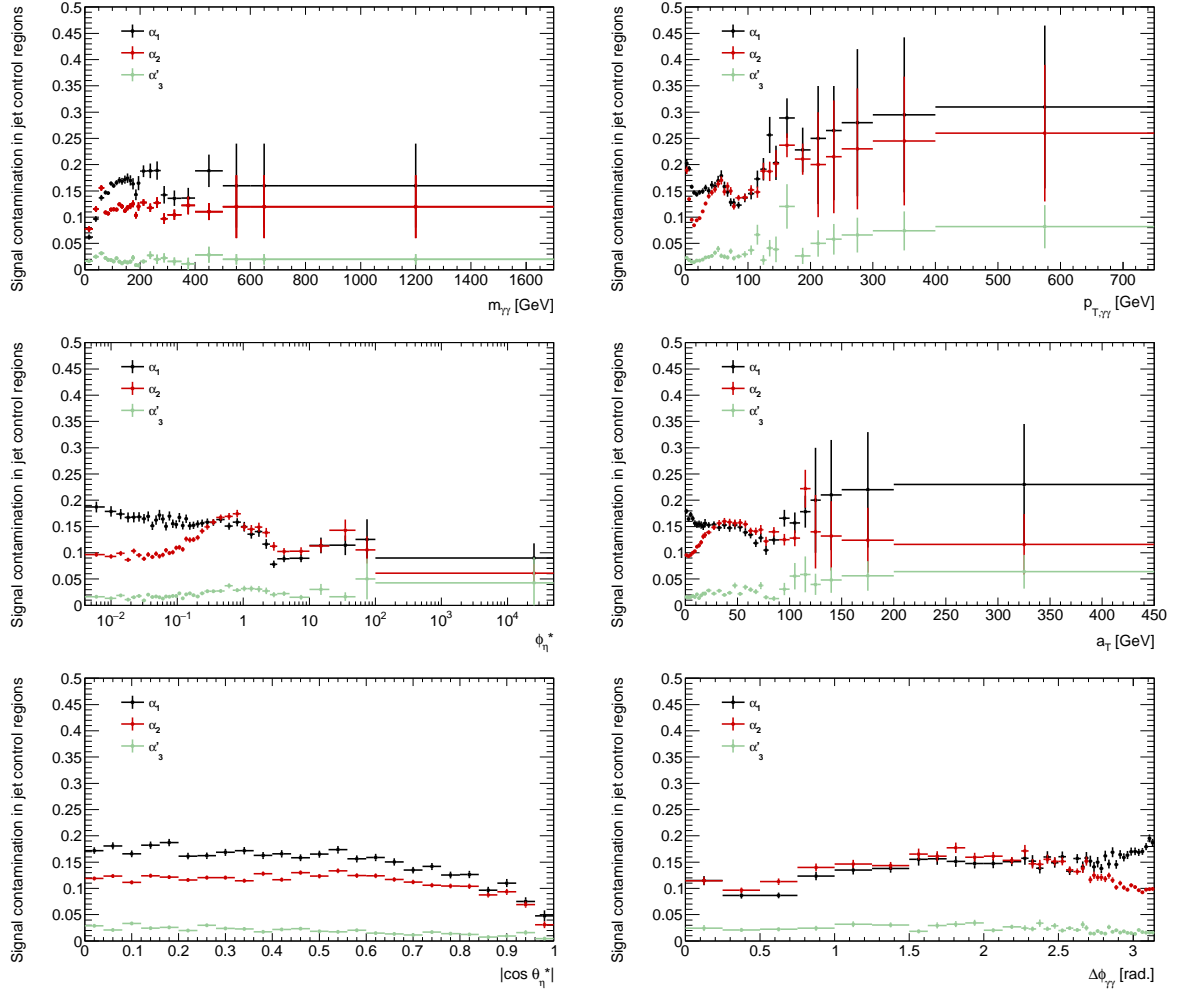 Signal contamination in jet control regions
0.5
0.45
0.4
0.35
0.3
0.25
0.2
0.15
0.1
0.05
0
α₁
α₂
α'₃
0 200 400 600 800 1000 1200 1400 1600
m_γγ [GeV]
Signal contamination in jet control regions
0.5
0.45
0.4
0.35
0.3
0.25
0.2
0.15
0.1
0.05
0
α₁
α₂
α'₃
0 100 200 300 400 500 600 700
p_T,γγ [GeV]
Signal contamination in jet control regions
0.5
0.45
0.4
0.35
0.3
0.25
0.2
0.15
0.1
0.05
0
α₁
α₂
α'₃
10⁻² 10⁻¹ 1 10 10² 10³ 10⁴
ϕ_η*
Signal contamination in jet control regions
0.5
0.45
0.4
0.35
0.3
0.25
0.2
0.15
0.1
0.05
0
α₁
α₂
α'₃
0 50 100 150 200 250 300 350 400 450
a_T [GeV]
Signal contamination in jet control regions
0.5
0.45
0.4
0.35
0.3
0.25
0.2
0.15
0.1
0.05
0
α₁
α₂
α'₃
0 0.1 0.2 0.3 0.4 0.5 0.6 0.7 0.8 0.9 1
|cos θ_η*|
Signal contamination in jet control regions
0.5
0.45
0.4
0.35
0.3
0.25
0.2
0.15
0.1
0.05
0
α₁
α₂
α'₃
0 0.5 1 1.5 2 2.5 3
Δϕ_γγ [rad.]